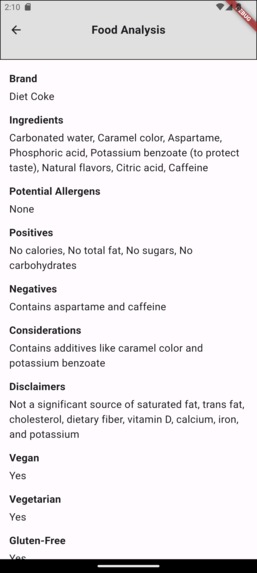 2:10
DEBUG
Food Analysis
Brand
Diet Coke
Ingredients
Carbonated water, Caramel color, Aspartame,
Phosphoric acid, Potassium benzoate (to protect
taste), Natural flavors, Citric acid, Caffeine
Potential Allergens
None
Positives
No calories, No total fat, No sugars, No
carbohydrates
Negatives
Contains aspartame and caffeine
Considerations
Contains additives like caramel color and
potassium benzoate
Disclaimers
Not a significant source of saturated fat, trans fat,
cholesterol, dietary fiber, vitamin D, calcium, iron,
and potassium
Vegan
Yes
Vegetarian
Yes
Gluten-Free
Yes